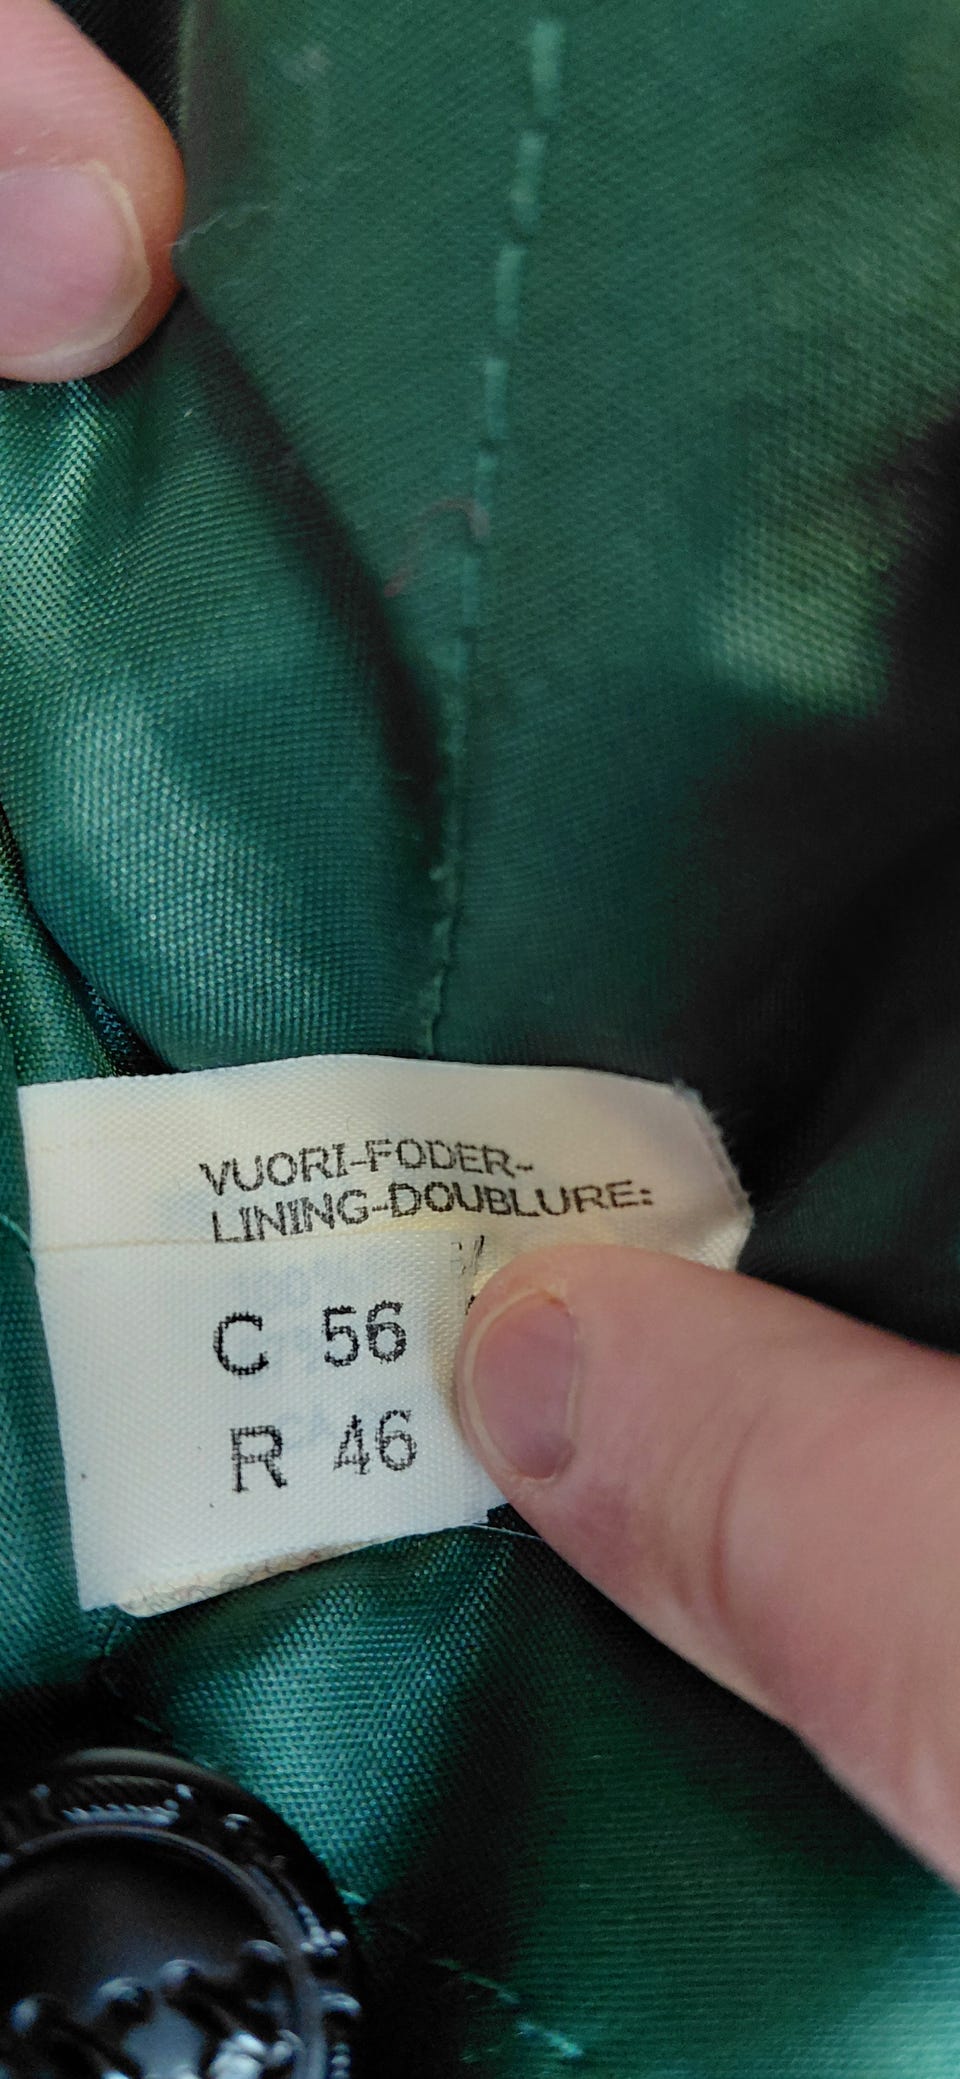 VUORI-FODER-
LINING-DOUBLURE:
C 56
R 46